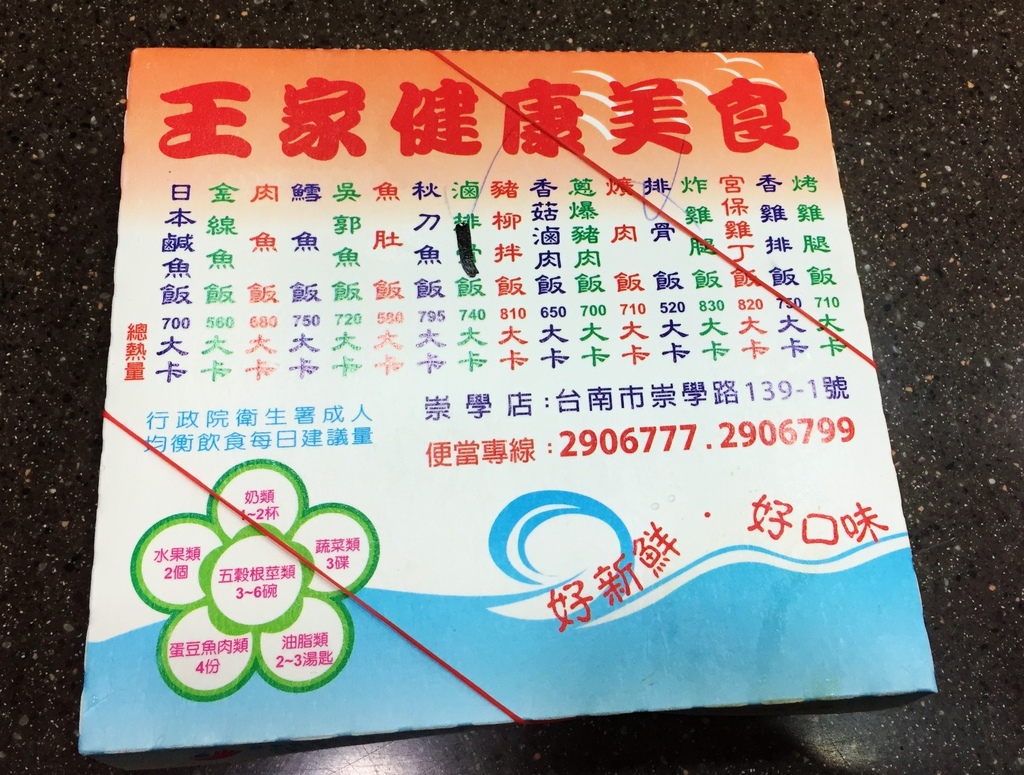 王家健康美食
日本鹹魚飯 700大卡
金線魚飯 560大卡
肉魚飯 680大卡
鱈魚飯 750大卡
吳郭魚飯 720大卡
魚肚飯 580大卡
秋刀魚飯 795大卡
滷排骨飯 740大卡
豬柳拌飯 810大卡
香菇滷肉飯 650大卡
蔥爆豬肉飯 700大卡
爌肉飯 710大卡
排骨飯 520大卡
炸雞腿飯 830大卡
宮保雞丁飯 820大卡
香雞排飯 750大卡
烤雞腿飯 710大卡
總熱量
崇學店:台南市崇學路139-1號
便當專線:2906777.2906799
行政院衛生署成人
均衡飲食每日建議量
奶類
1~2杯
水果類
2個
蔬菜類
3碟
五穀根莖類
3~6碗
蛋豆魚肉類
4份
油脂類
2~3湯匙
好新鮮·好口味